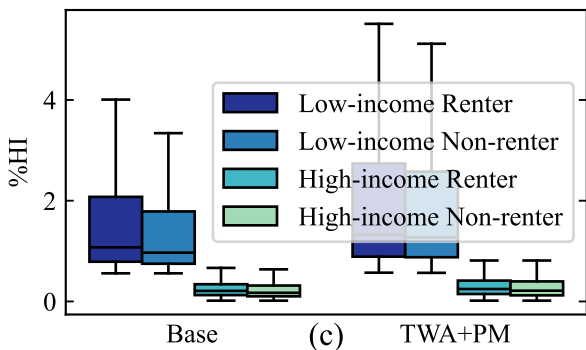 %HI
4
2
0
Low-income Renter
Low-income Non-renter
High-income Renter
High-income Non-renter
Base
(c)
TWA+PM